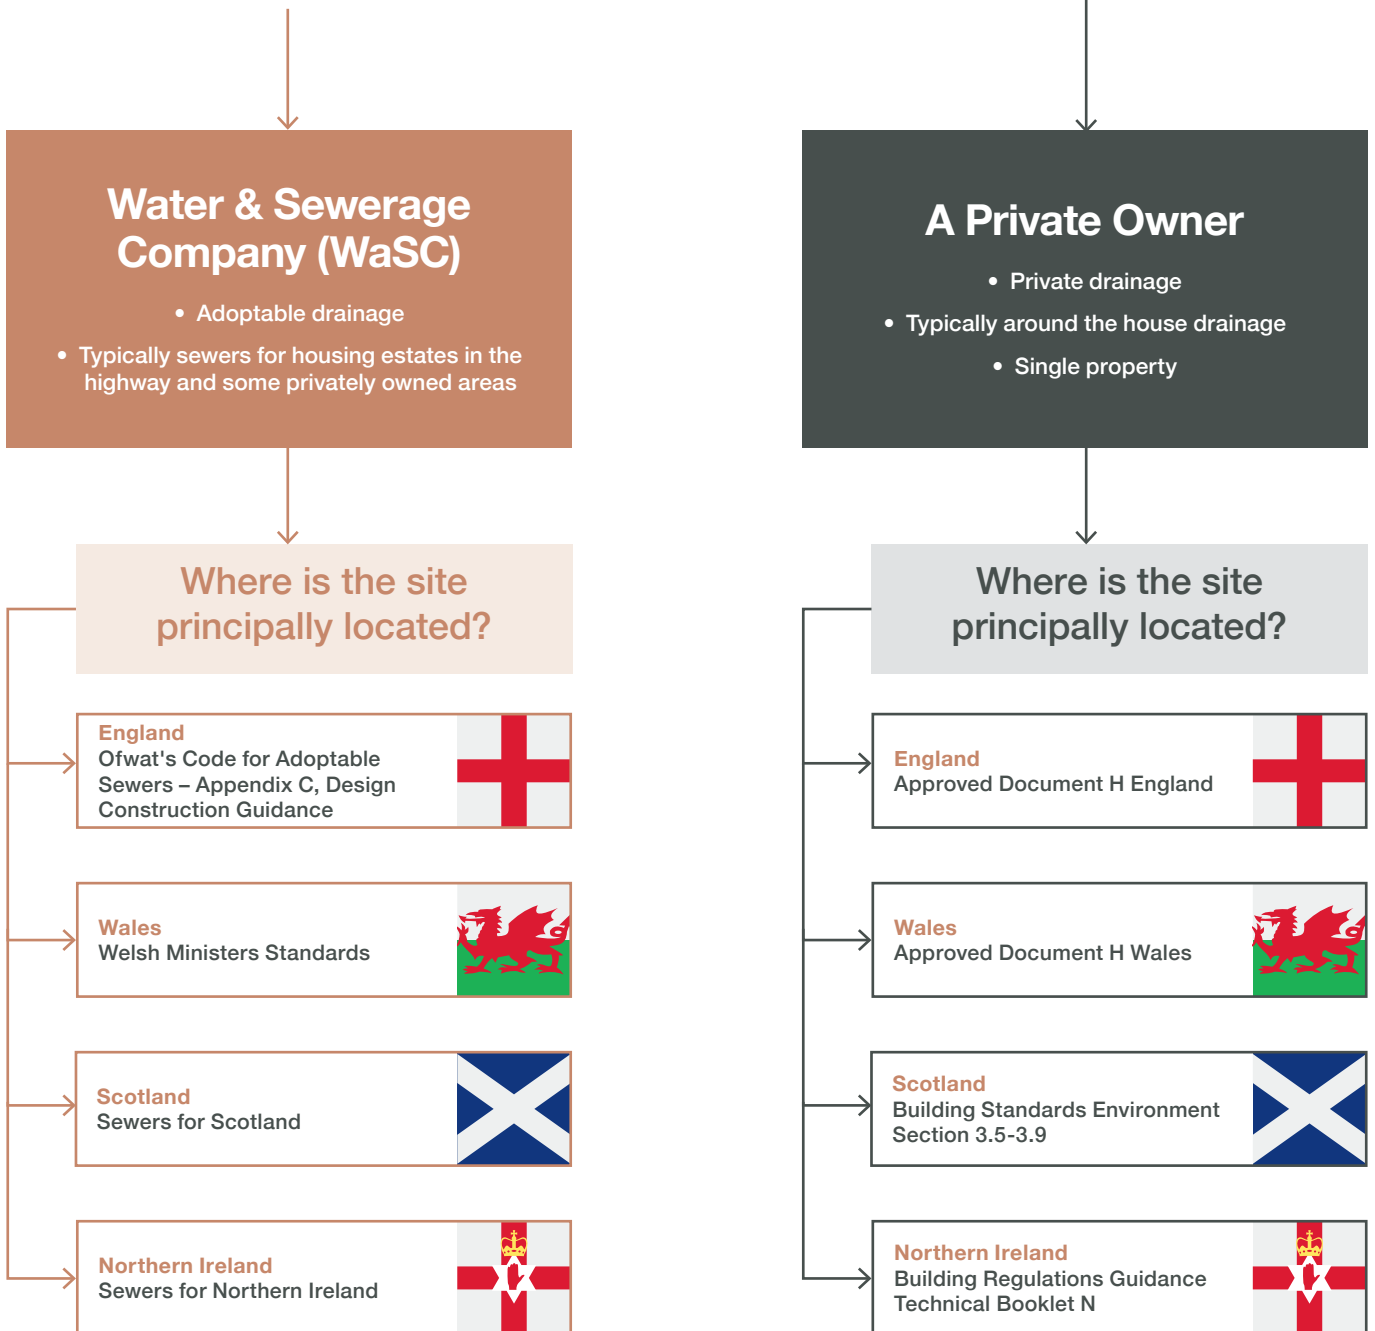 Water & Sewerage
Company (WaSC)
• Adoptable drainage
• Typically sewers for housing estates in the
highway and some privately owned areas
Where is the site
principally located?
England
Ofwat's Code for Adoptable
Sewers – Appendix C, Design
Construction Guidance
Wales
Welsh Ministers Standards
Scotland
Sewers for Scotland
Northern Ireland
Sewers for Northern Ireland
A Private Owner
• Private drainage
• Typically around the house drainage
• Single property
Where is the site
principally located?
England
Approved Document H England
Wales
Approved Document H Wales
Scotland
Building Standards Environment
Section 3.5-3.9
Northern Ireland
Building Regulations Guidance
Technical Booklet N